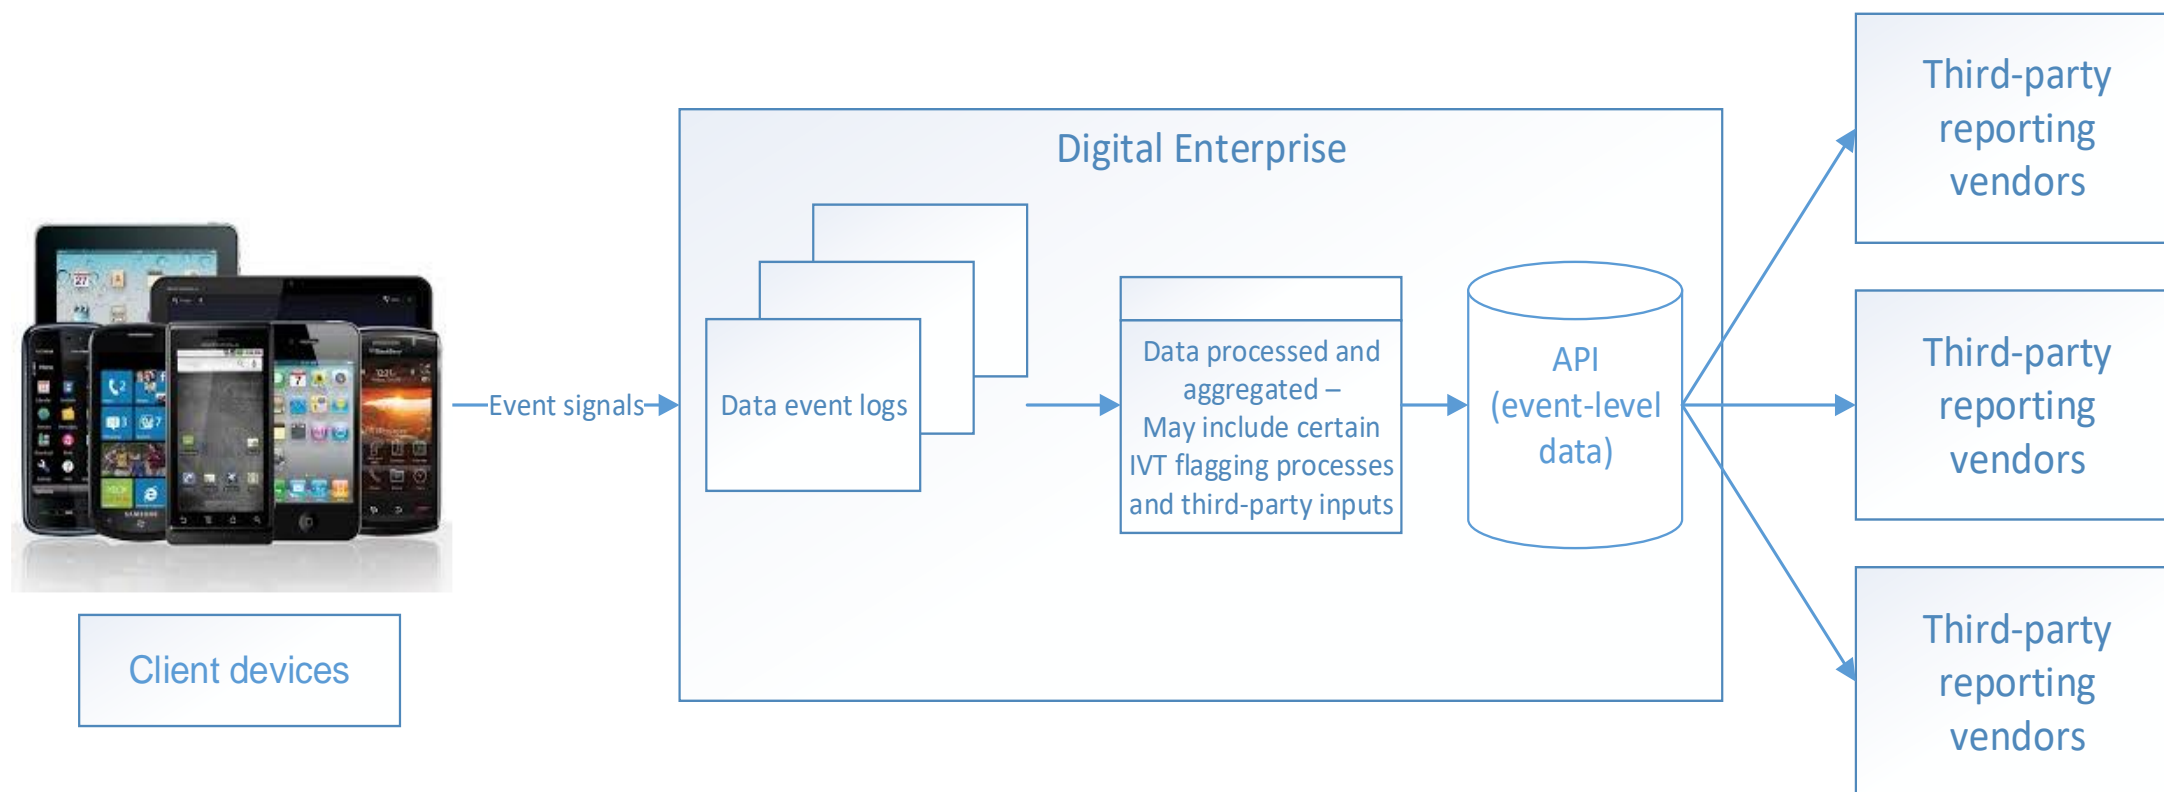 Third-party
reporting
vendors
Digital Enterprise
Event signals
Data event logs
Data processed and
aggregated –
May include certain
IVT flagging processes
and third-party inputs
API
(event-level
data)
Third-party
reporting
vendors
Client devices
Third-party
reporting
vendors